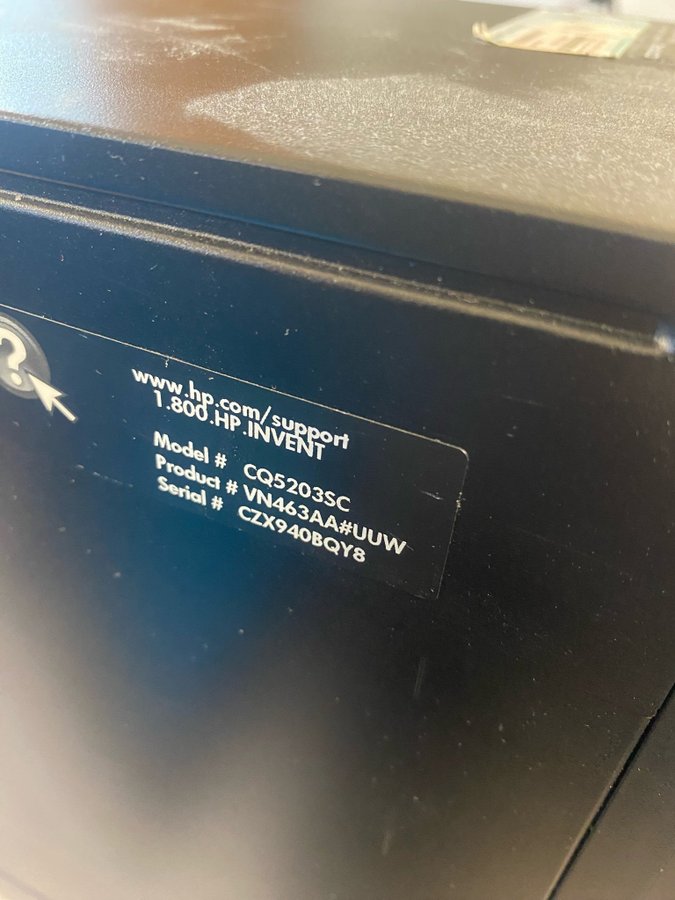 ?
www.hp.com/support
1.800.HP.INVENT
Model # CQ5203SC
Product # VN463AA#UUW
Serial # CZX940BQY8